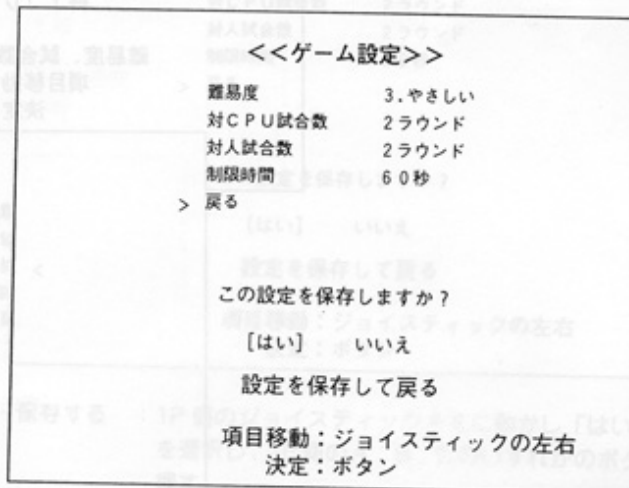 <<ゲーム設定>>
難易度 3.やさしい
対CPU試合数 2ラウンド
対人試合数 2ラウンド
制限時間 60秒
> 戻る
この設定を保存しますか？
[はい] いいえ
設定を保存して戻る
項目移動：ジョイスティックの左右
決定：ボタン